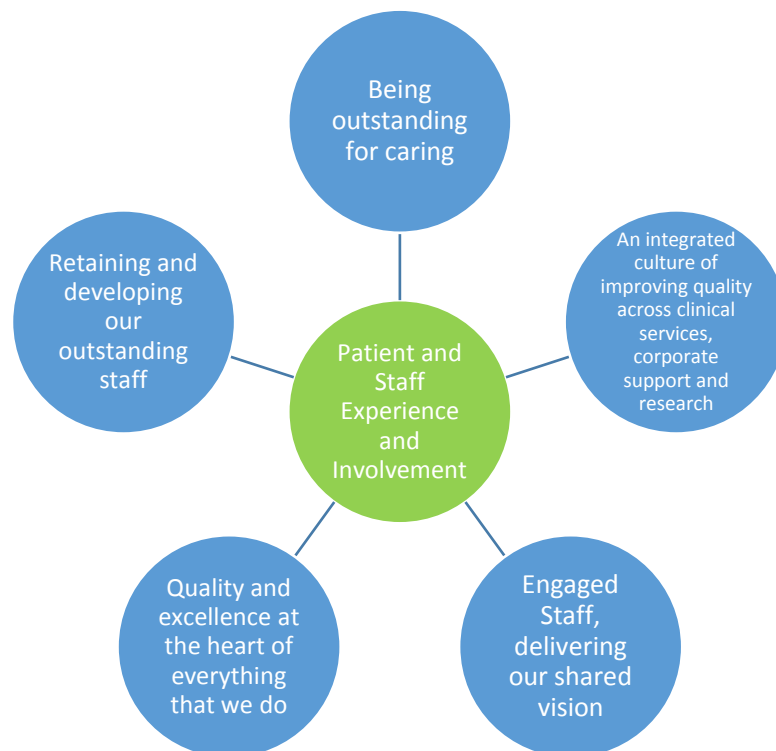 Being
outstanding
for caring
An integrated
culture of
improving quality
across clinical
services,
corporate
support and
research
Engaged
Staff,
delivering
our shared
vision
Quality and
excellence at
the heart of
everything
that we do
Retaining and
developing
our
outstanding
staff
Patient and
Staff
Experience
and
Involvement